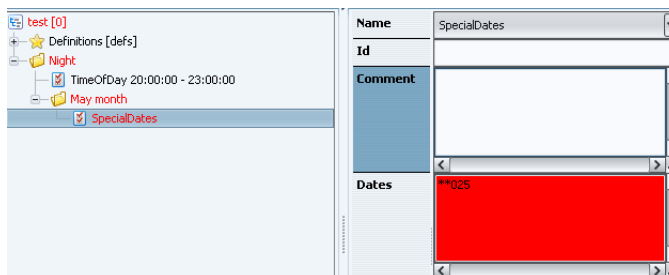 test [0]
Definitions [defs]
Night
TimeOfDay 20:00:00 - 23:00:00
May month
SpecialDates
Name
SpecialDates
Id
Comment
Dates
**025